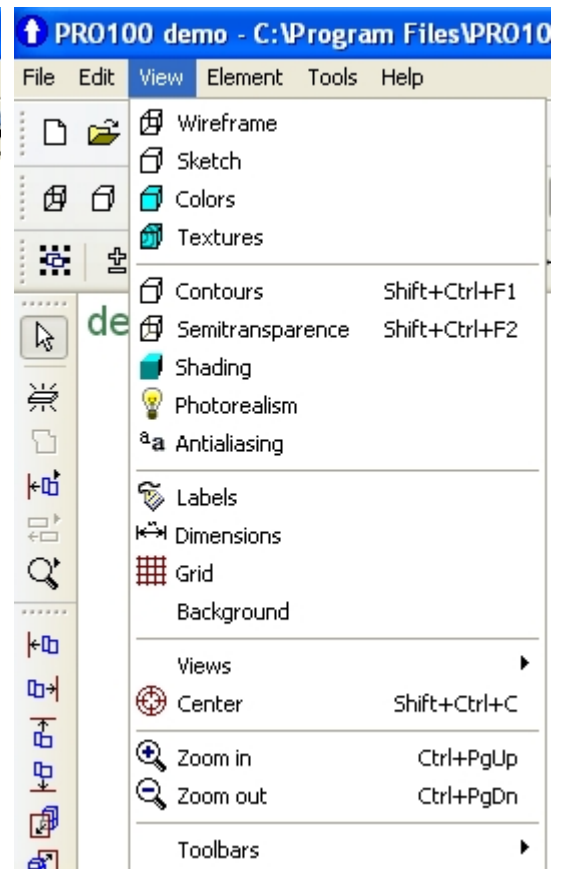 PRO100 demo - C:\Program Files\PRO10
File Edit View Element Tools Help
Wireframe
Sketch
Colors
Textures
Contours Shift+Ctrl+F1
de
Semitransparence Shift+Ctrl+F2
Shading
Photorealism
aa Antialiasing
Labels
Dimensions
Grid
Background
Views
Center Shift+Ctrl+C
Zoom in Ctrl+PgUp
Zoom out Ctrl+PgDn
Toolbars